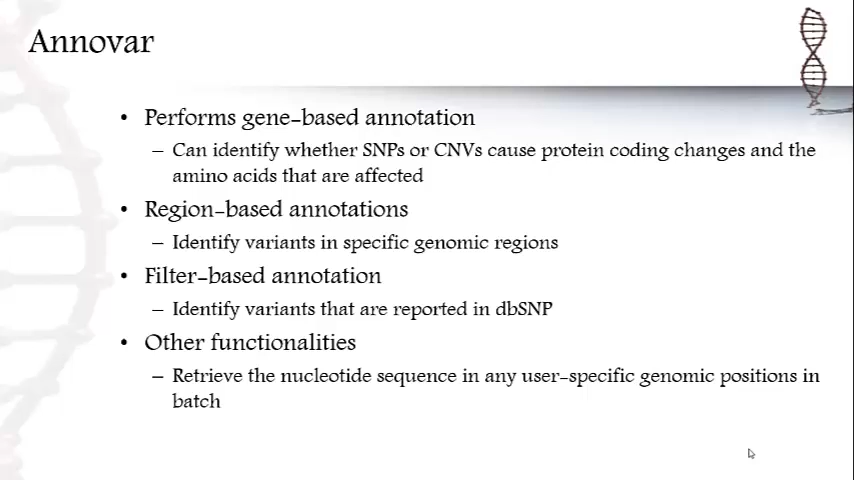 Annovar
• Performs gene-based annotation
– Can identify whether SNPs or CNVs cause protein coding changes and the
amino acids that are affected
• Region-based annotations
– Identify variants in specific genomic regions
• Filter-based annotation
– Identify variants that are reported in dbSNP
• Other functionalities
– Retrieve the nucleotide sequence in any user-specific genomic positions in
batch